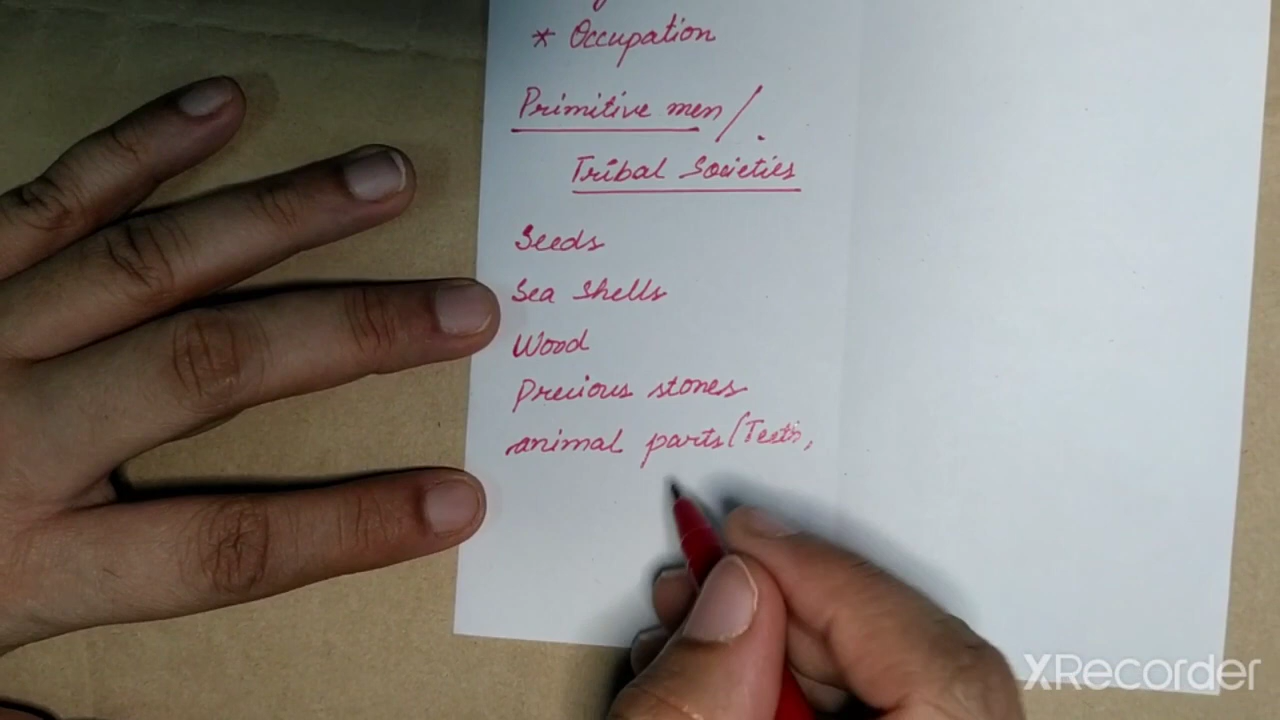 * Occupation
Primitive men /
Tribal Societies
Seeds
Sea Shells
Wood
Precious stones
animal parts (Teeth,
XRecorder